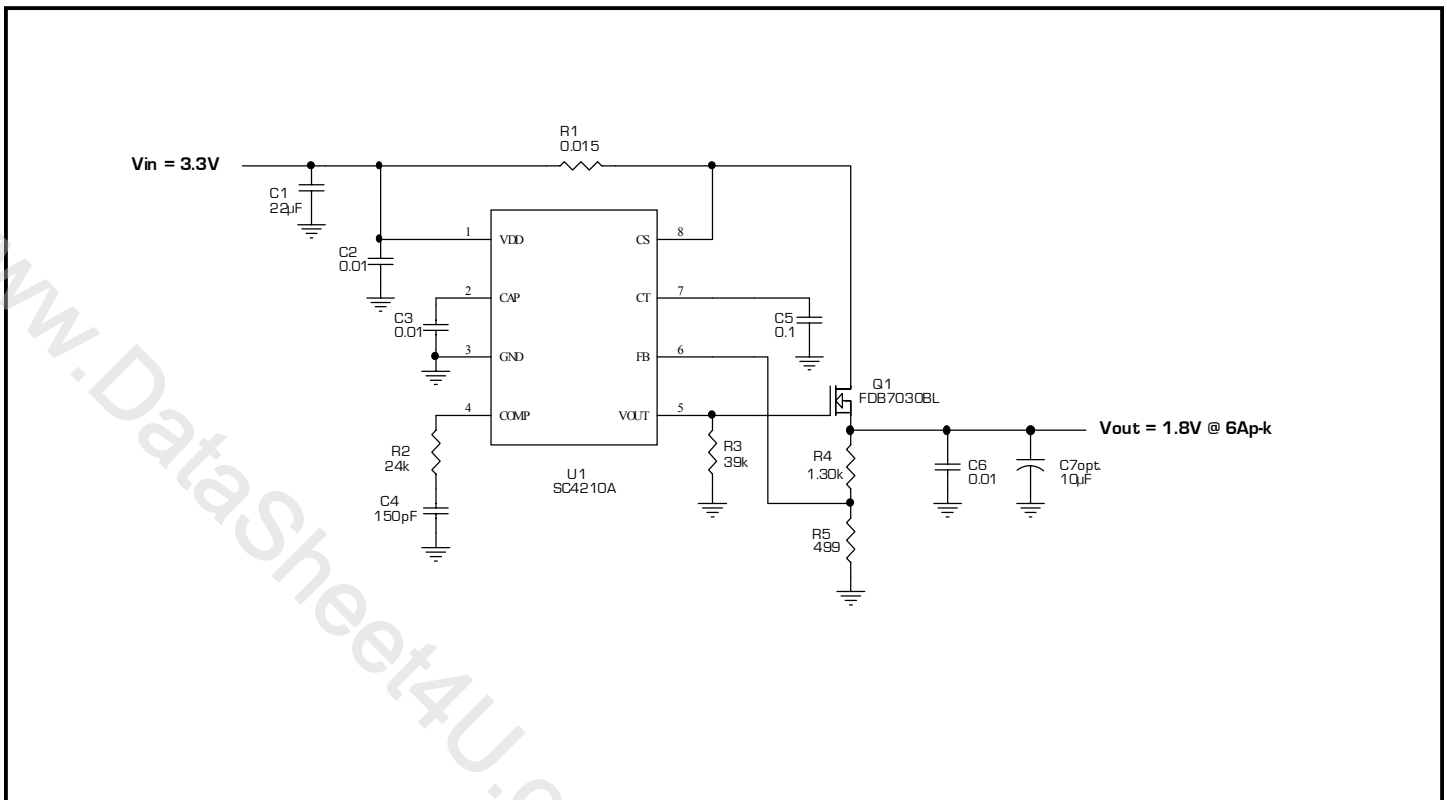 R1
0.015
Vin = 3.3V
C1
22µF
1 VDD
CS 8
C2
0.01
2 CAP
CT 7
C3
0.01
C5
0.1
3 GND
FB 6
Q1
FDB7030BL
4 COMP
VOUT 5
Vout = 1.8V @ 6Ap-k
R2
24k
R3
39k
R4
1.30k
C6
0.01
C7opt.
10µF
U1
SC4210A
C4
150pF
R5
499
ww.DataSheet4U.c